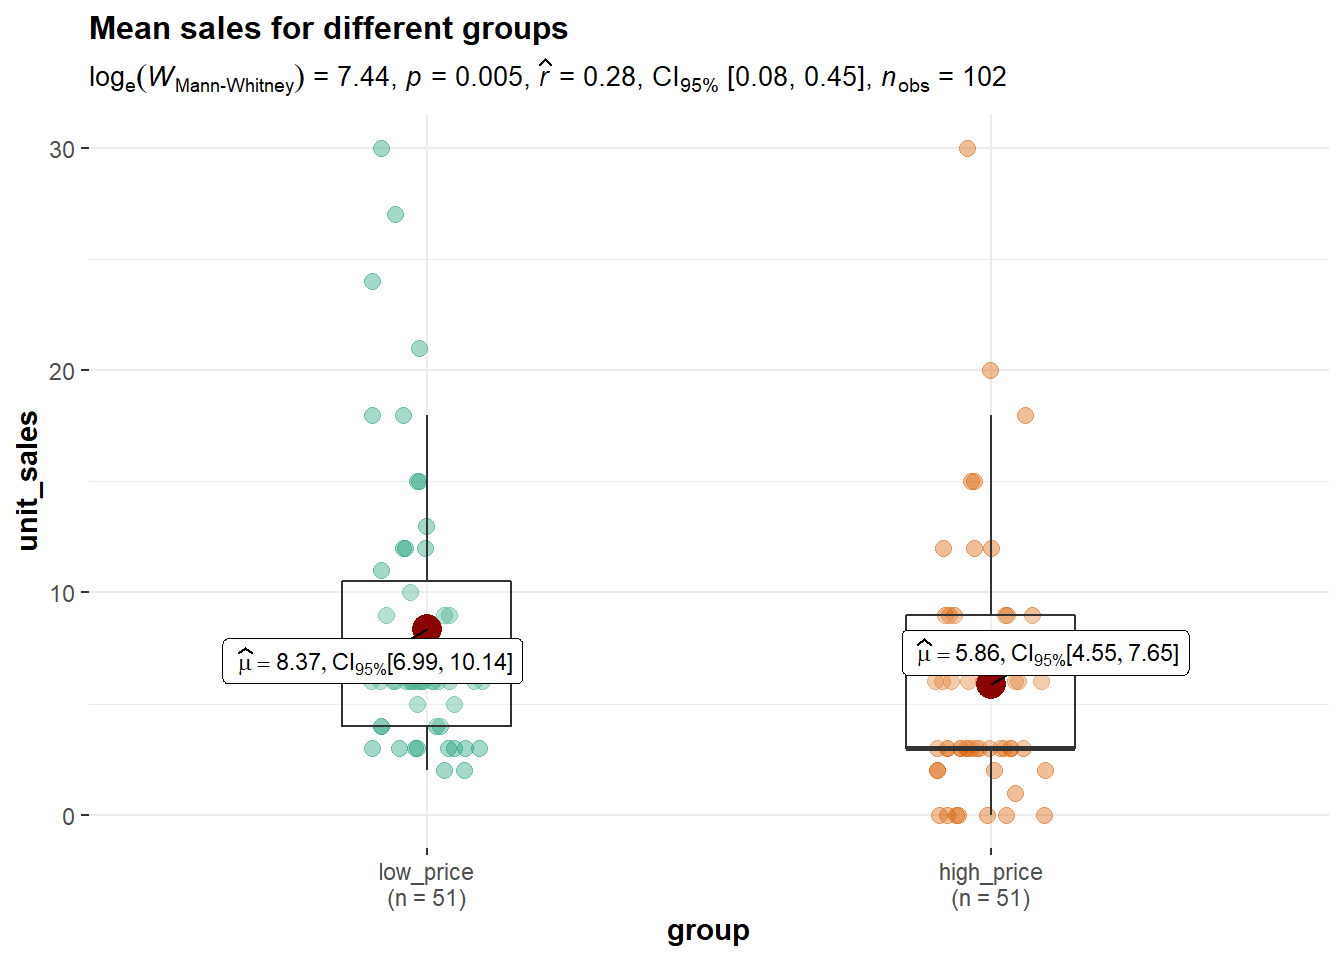 Mean sales for different groups
logₑ(W_Mann-Whitney) = 7.44, p = 0.005, r̂ = 0.28, CI₉₅% [0.08, 0.45], n_obs = 102
30
20
10
0
unit_sales
μ̂ = 8.37, CI₉₅%[6.99, 10.14]
μ̂ = 5.86, CI₉₅%[4.55, 7.65]
low_price
(n = 51)
high_price
(n = 51)
group